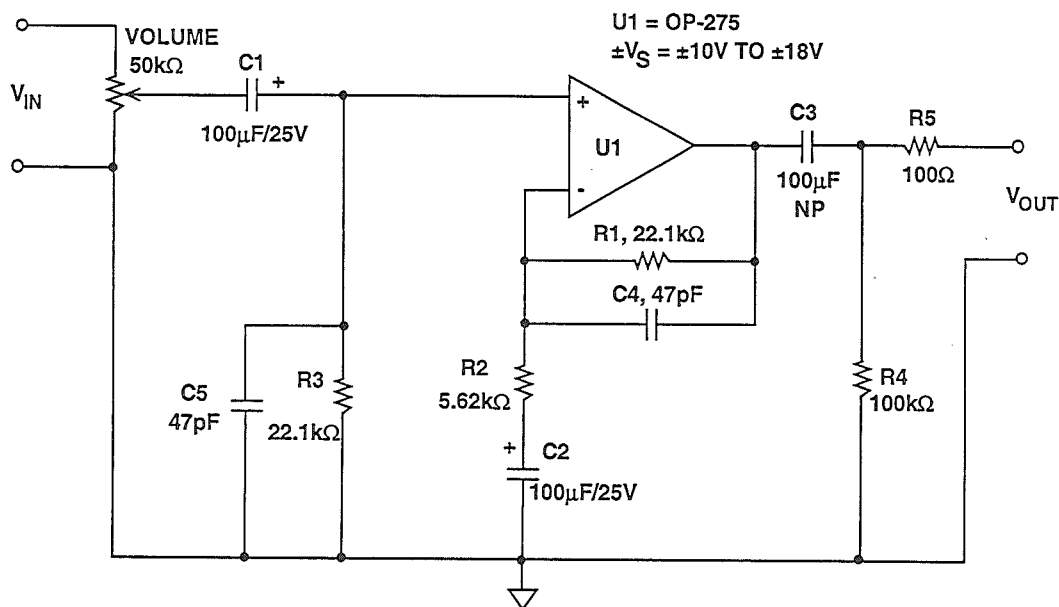 U1 = OP-275
±VS = ±10V TO ±18V
VOLUME
50kΩ
C1
+
VIN
100µF/25V
+
U1
-
C3
100µF
NP
R5
100Ω
VOUT
R1, 22.1kΩ
C4, 47pF
C5
47pF
R3
22.1kΩ
R2
5.62kΩ
R4
100kΩ
+
C2
100µF/25V